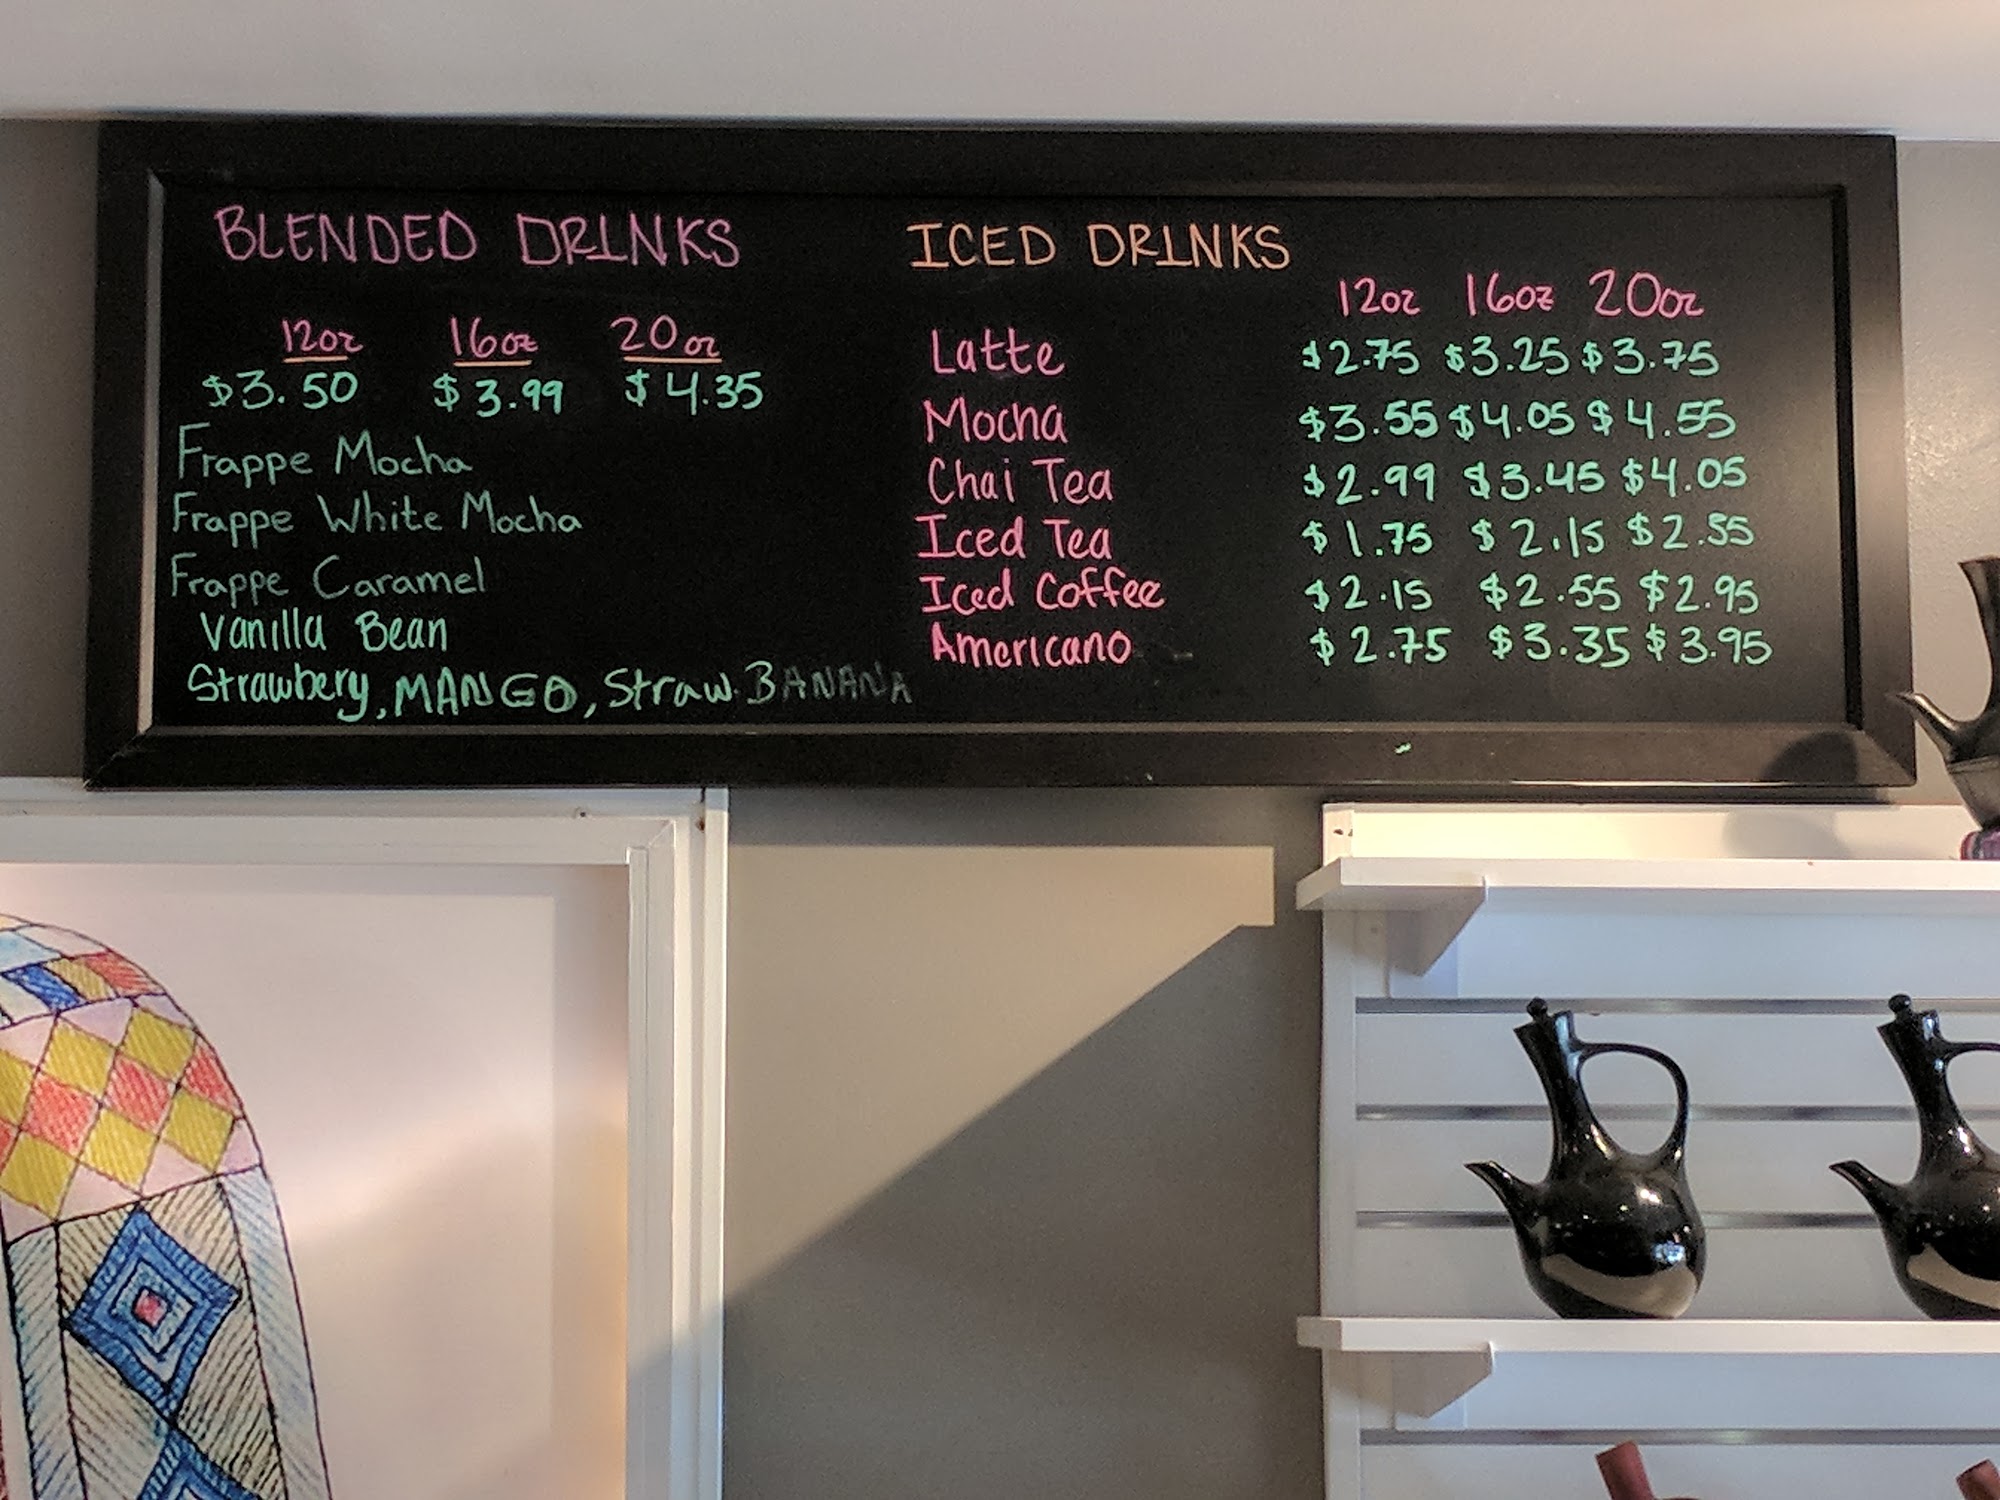 BLENDED DRINKS
12oz 16oz 20oz
$3.50 $3.99 $4.35
Frappe Mocha
Frappe White Mocha
Frappe Caramel
Vanilla Bean
Strawbery, MANGO, Straw. BANANA
ICED DRINKS
12oz 16oz 20oz
Latte $2.75 $3.25 $3.75
Mocha $3.55 $4.05 $4.55
Chai Tea $2.99 $3.45 $4.05
Iced Tea $1.75 $2.15 $2.55
Iced Coffee $2.15 $2.55 $2.95
Americano $2.75 $3.35 $3.95